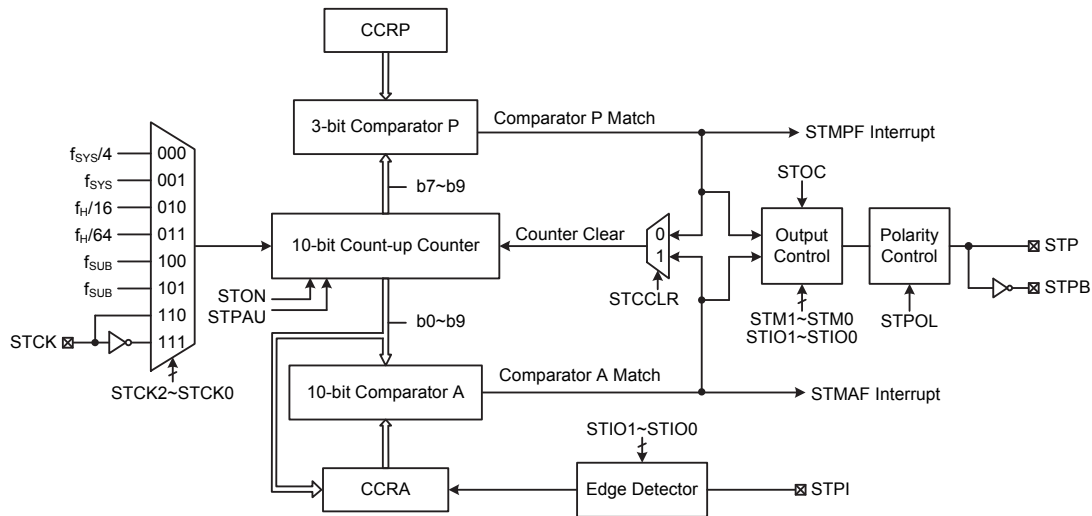 CCRP
3-bit Comparator P
Comparator P Match
STMPF Interrupt
b7~b9
STOC
fSYS/4
000
fSYS
001
fH/16
010
fH/64
011
fSUB
100
fSUB
101
110
111
STCK
STCK2~STCK0
10-bit Count-up Counter
Counter Clear
0
1
STCCLR
Output
Control
Polarity
Control
STP
STPB
STON
STPAU
STM1~STM0
STIO1~STIO0
STPOL
b0~b9
10-bit Comparator A
Comparator A Match
STMAF Interrupt
STIO1~STIO0
CCRA
Edge Detector
STPI